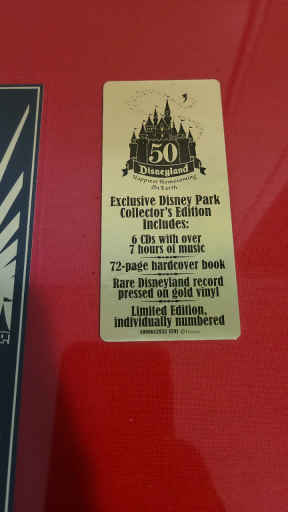 50
Disneyland
Happiest Homecoming
On Earth
Exclusive Disney Park
Collector's Edition
Includes:
6 CDs with over
7 hours of music
72-page hardcover book
Rare Disneyland record
pressed on gold vinyl
Limited Edition,
individually numbered
© Disney